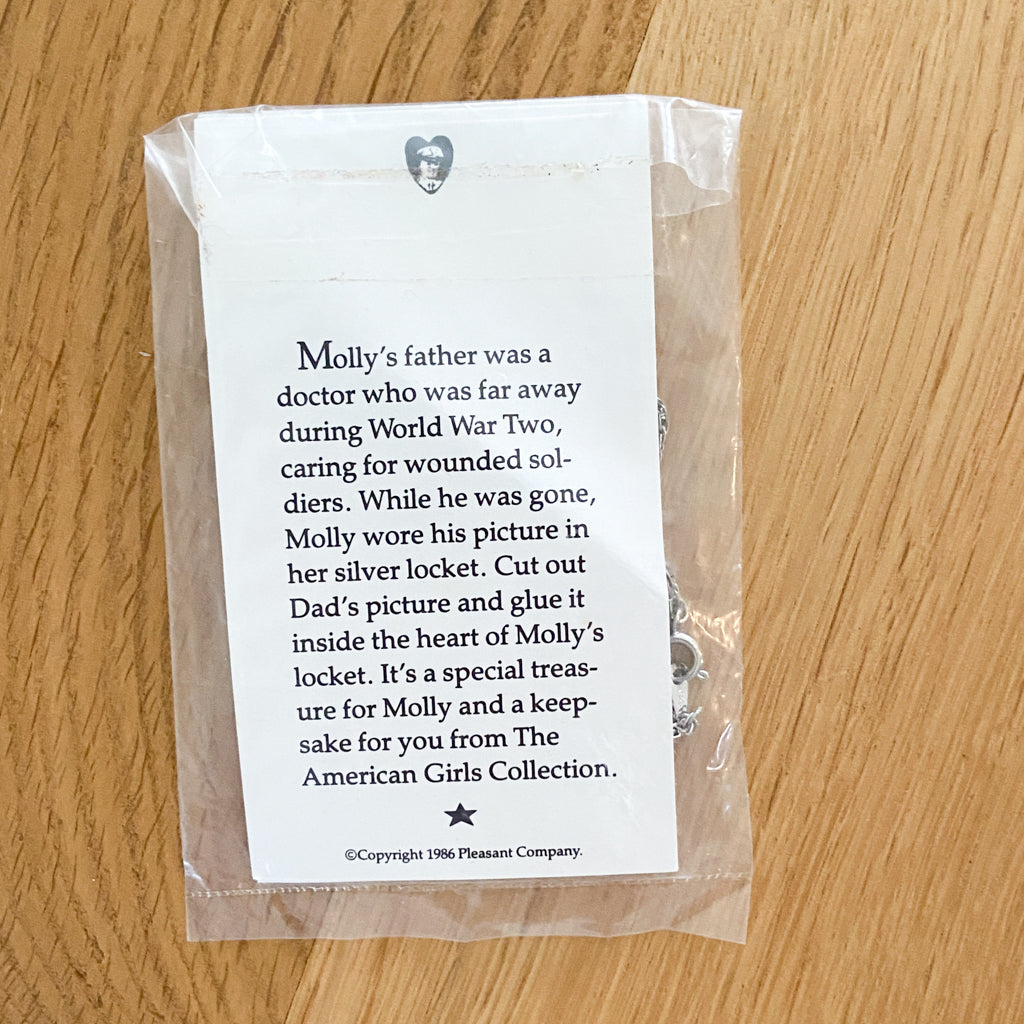 Molly's father was a
doctor who was far away
during World War Two,
caring for wounded sol-
diers. While he was gone,
Molly wore his picture in
her silver locket. Cut out
Dad's picture and glue it
inside the heart of Molly's
locket. It's a special treas-
ure for Molly and a keep-
sake for you from The
American Girls Collection.
©Copyright 1986 Pleasant Company.